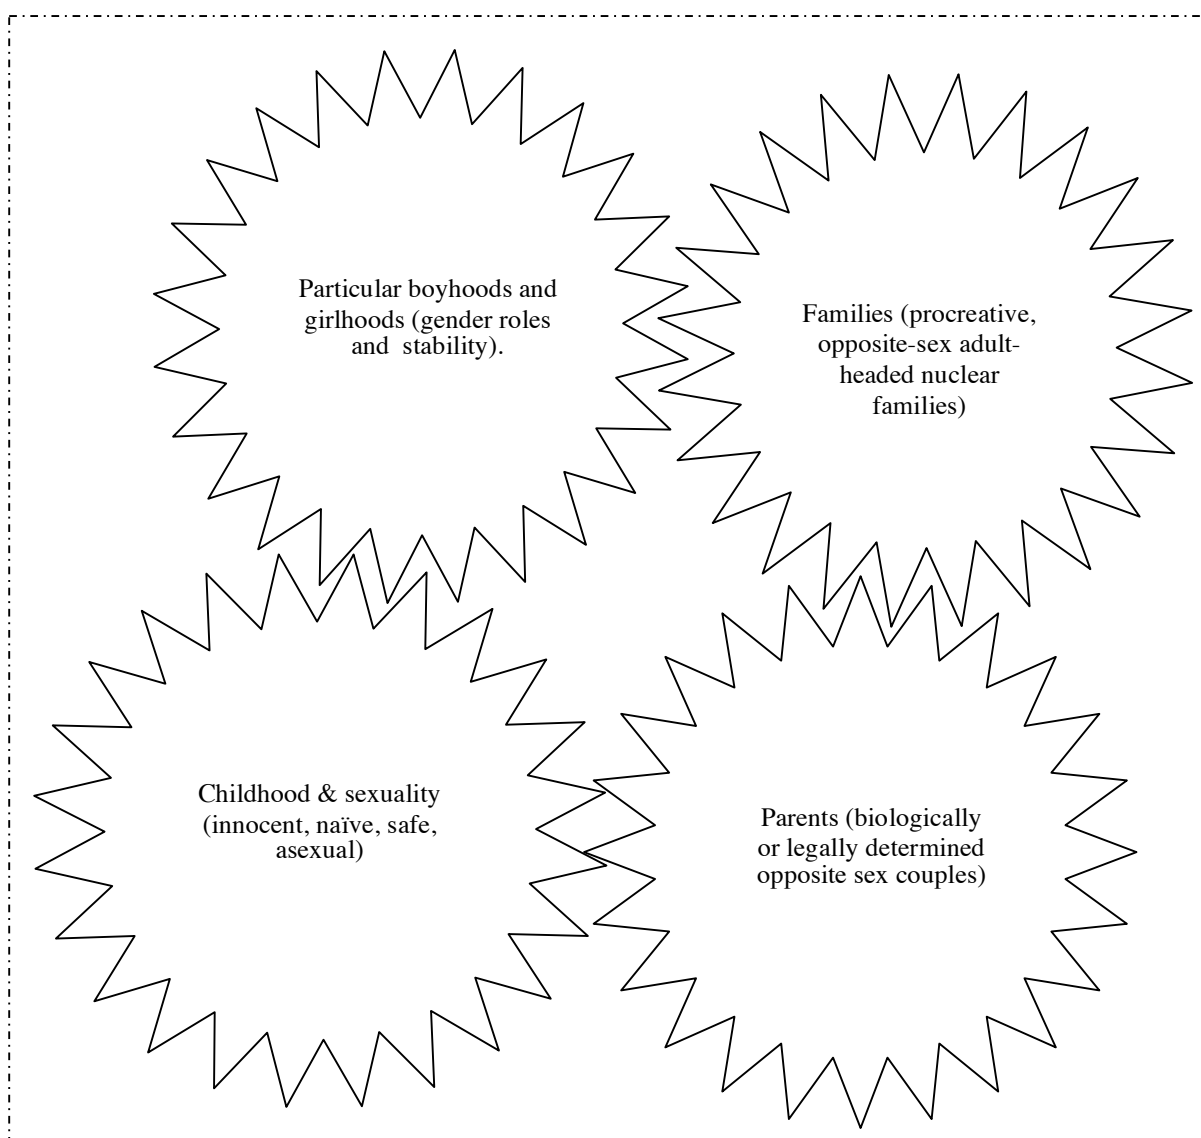 Particular boyhoods and
girlhoods (gender roles
and  stability).
Families (procreative,
opposite-sex adult-
headed nuclear
families)
Childhood & sexuality
(innocent, naïve, safe,
asexual)
Parents (biologically
or legally determined
opposite sex couples)